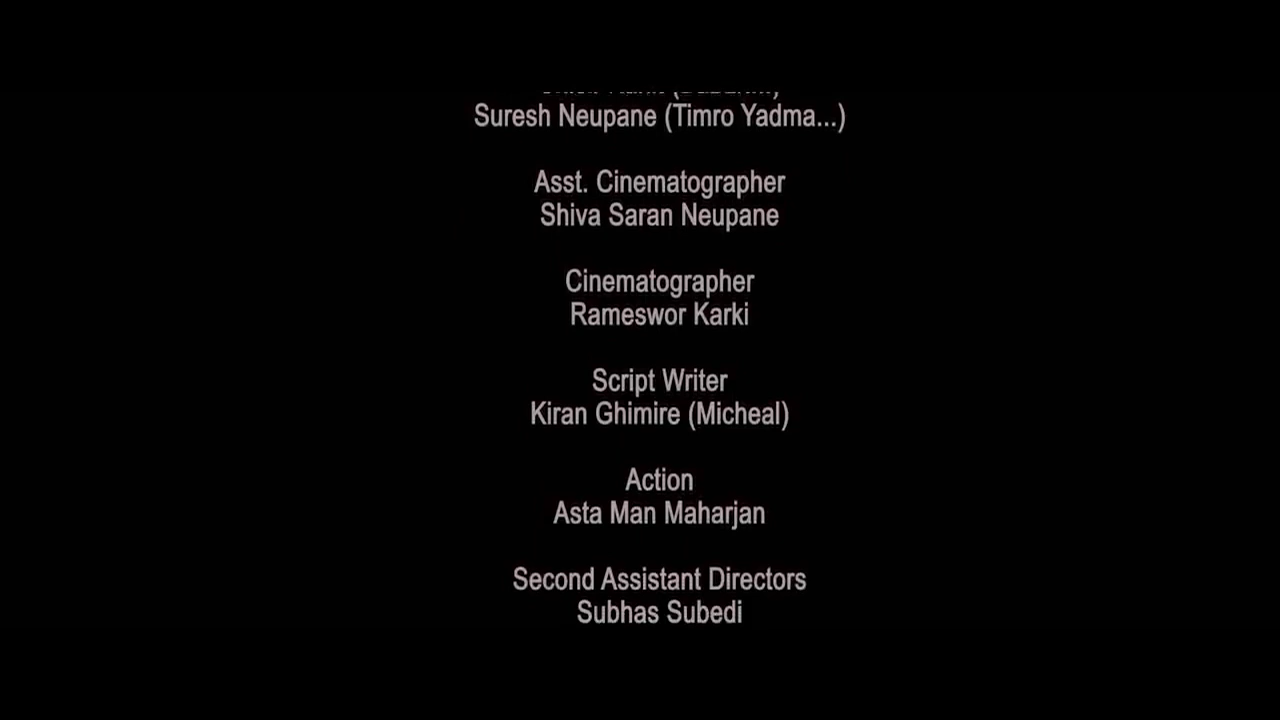 Suresh Neupane (Timro Yadma...)
Asst. Cinematographer
Shiva Saran Neupane
Cinematographer
Rameswor Karki
Script Writer
Kiran Ghimire (Micheal)
Action
Asta Man Maharjan
Second Assistant Directors
Subhas Subedi